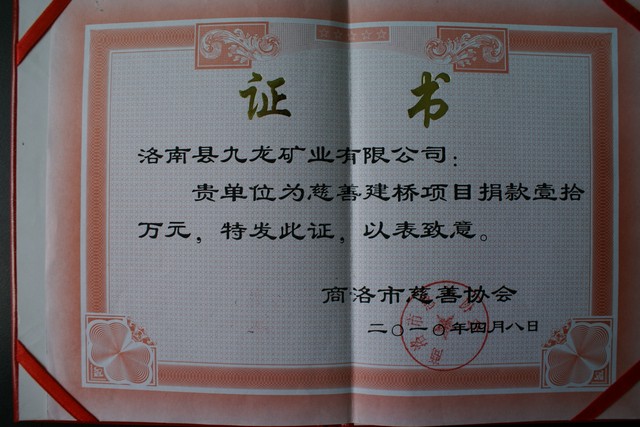 证 书
洛南县九龙矿业有限公司：
贵单位为慈善建桥项目捐款壹拾
万元，特发此证，以表致意。
商洛市慈善协会
二〇一〇年四月八日